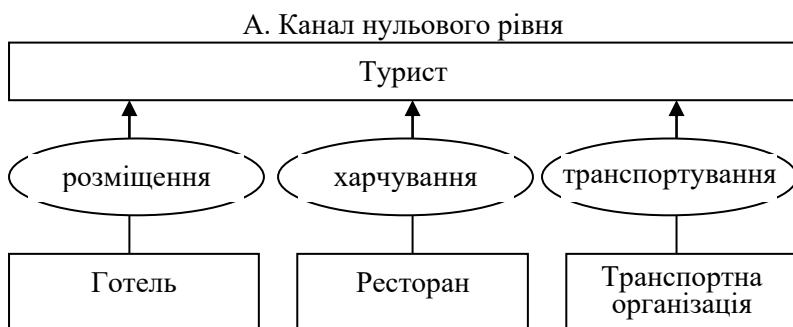 А. Канал нульового рівня
Турист
розміщення
харчування
транспортування
Готель
Ресторан
Транспортна
організація